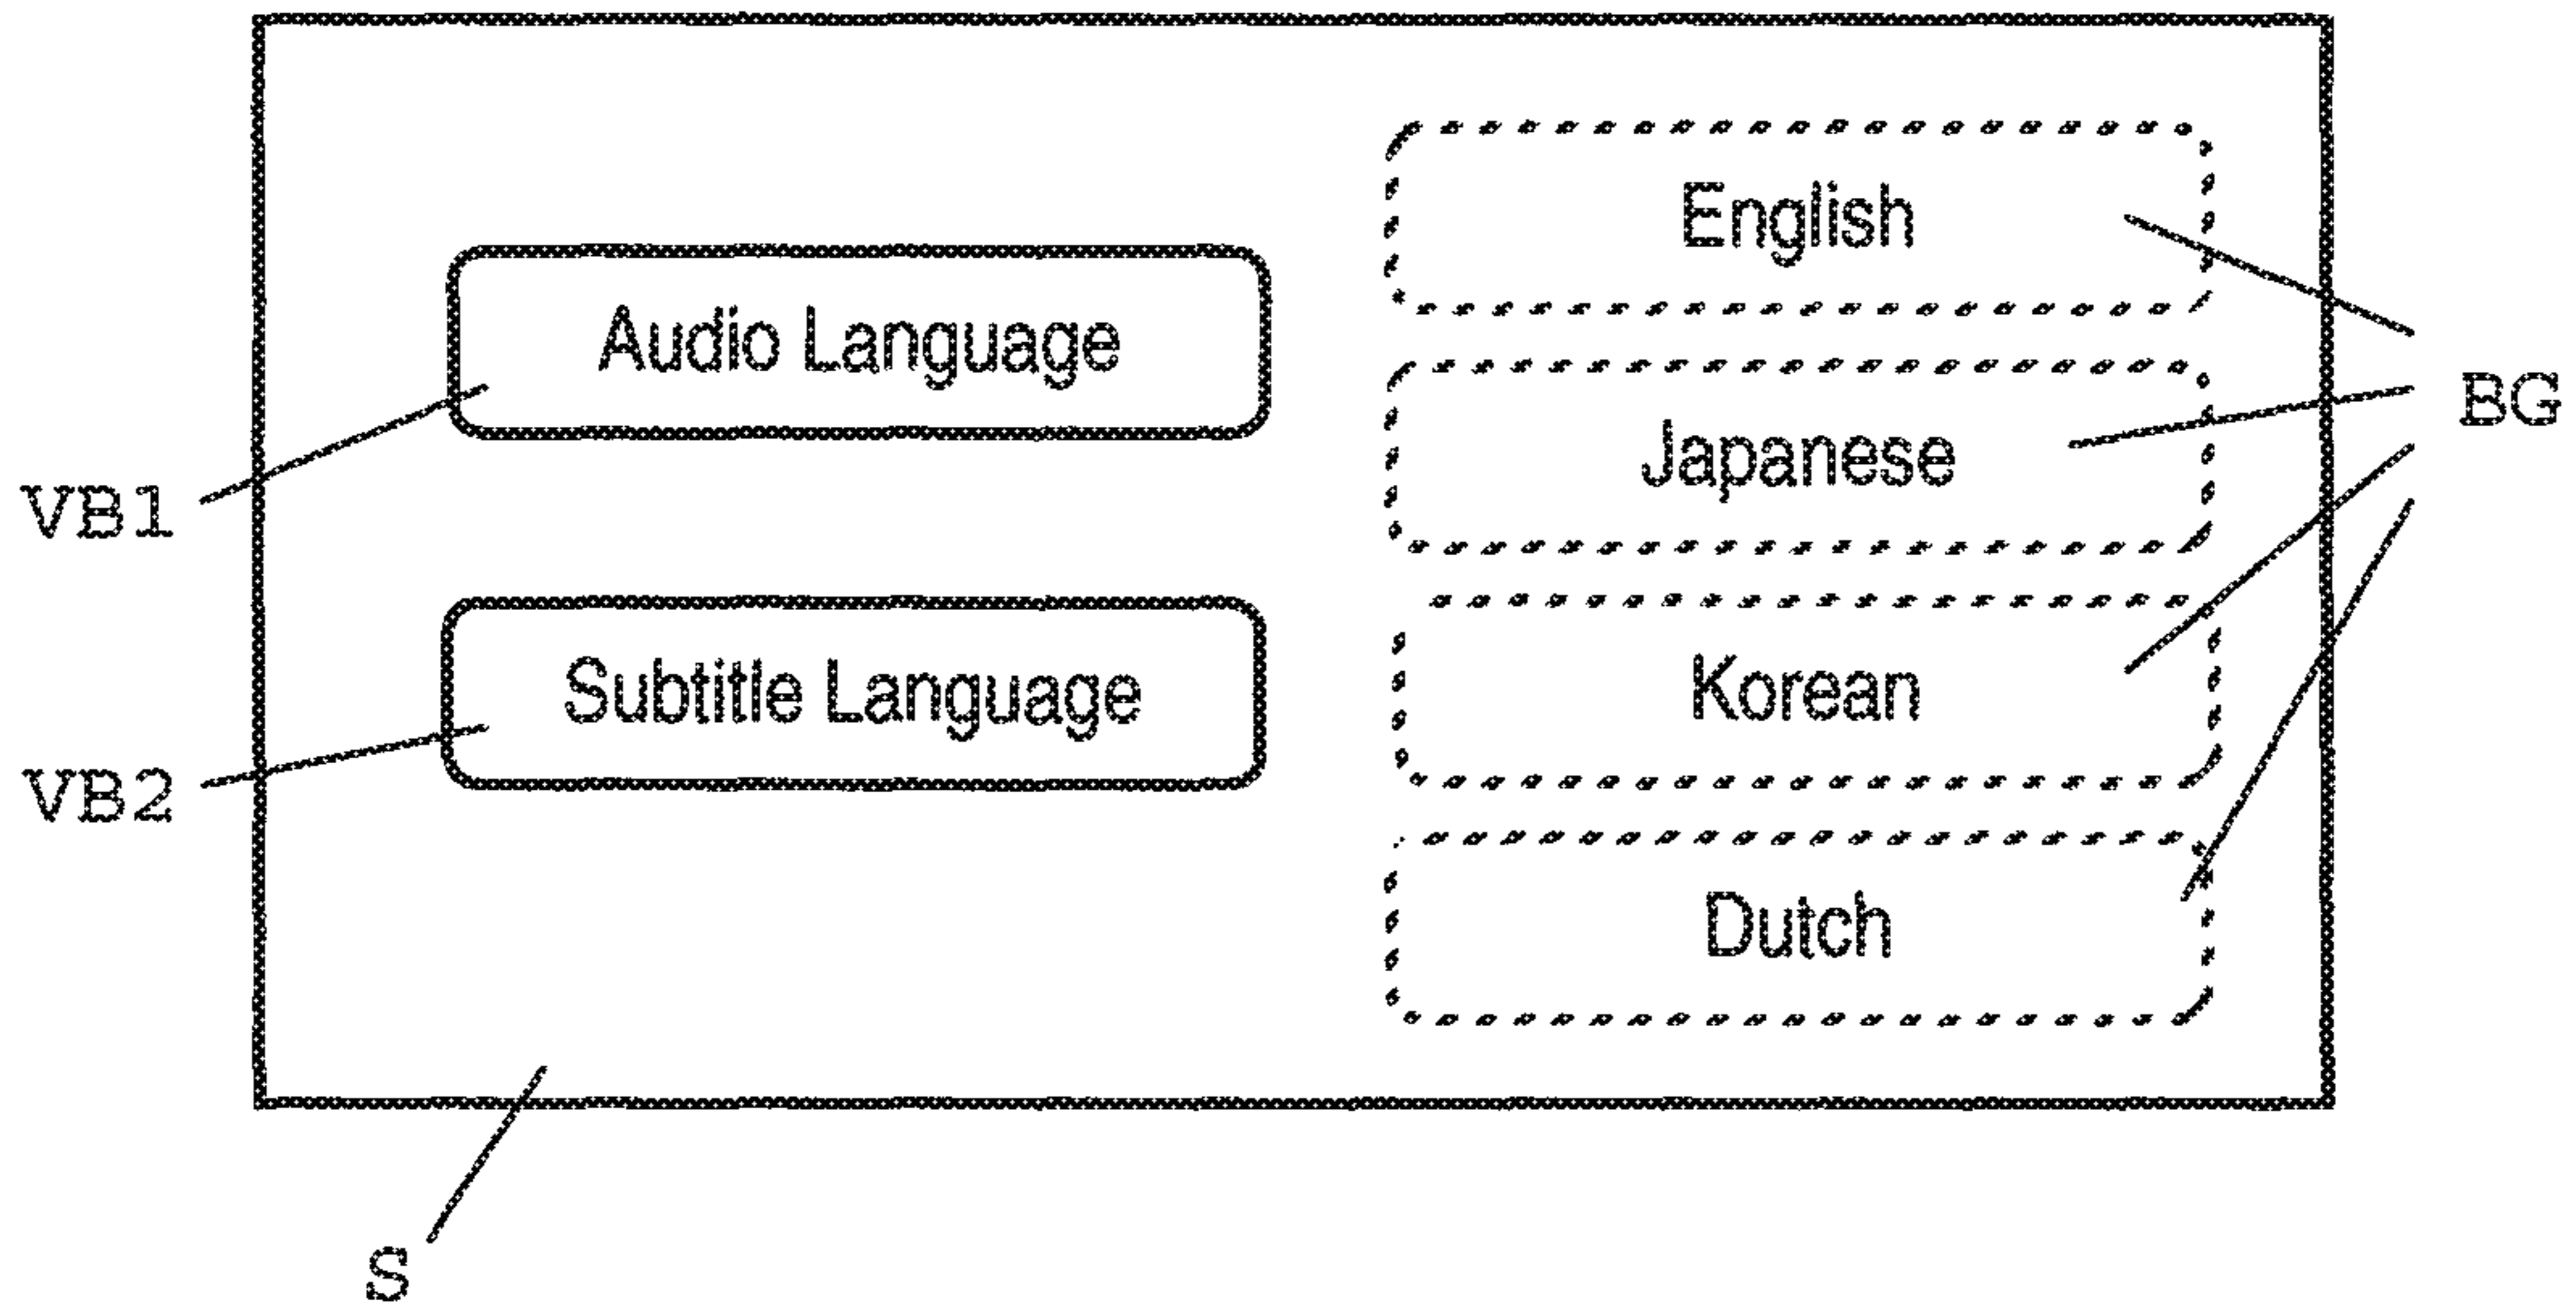 English
Audio Language
Japanese
BG
VB1
Subtitle Language
Korean
VB2
Dutch
S